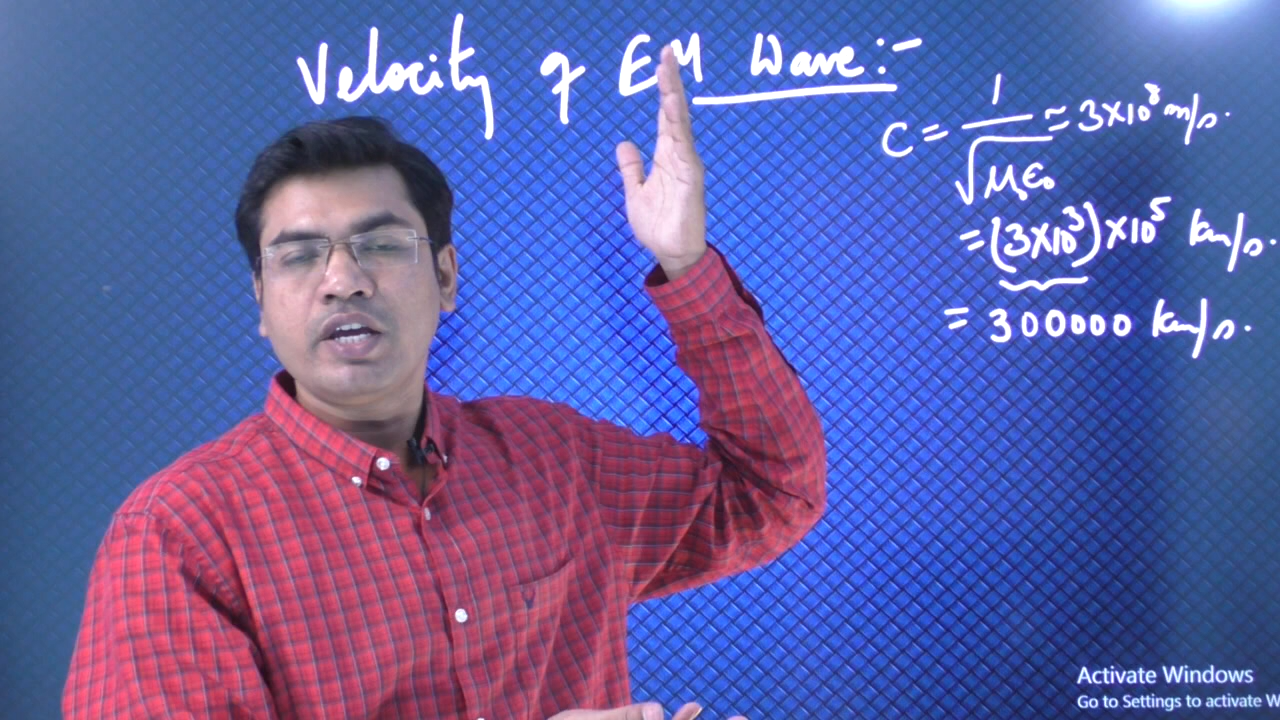 Velocity of EM Wave:-
C = 1/√μ₀ε₀ ≈ 3×10⁸ m/s.
= (3×10³)×10⁵ km/s.
= 300000 km/s.
Activate Windows
Go to Settings to activate W